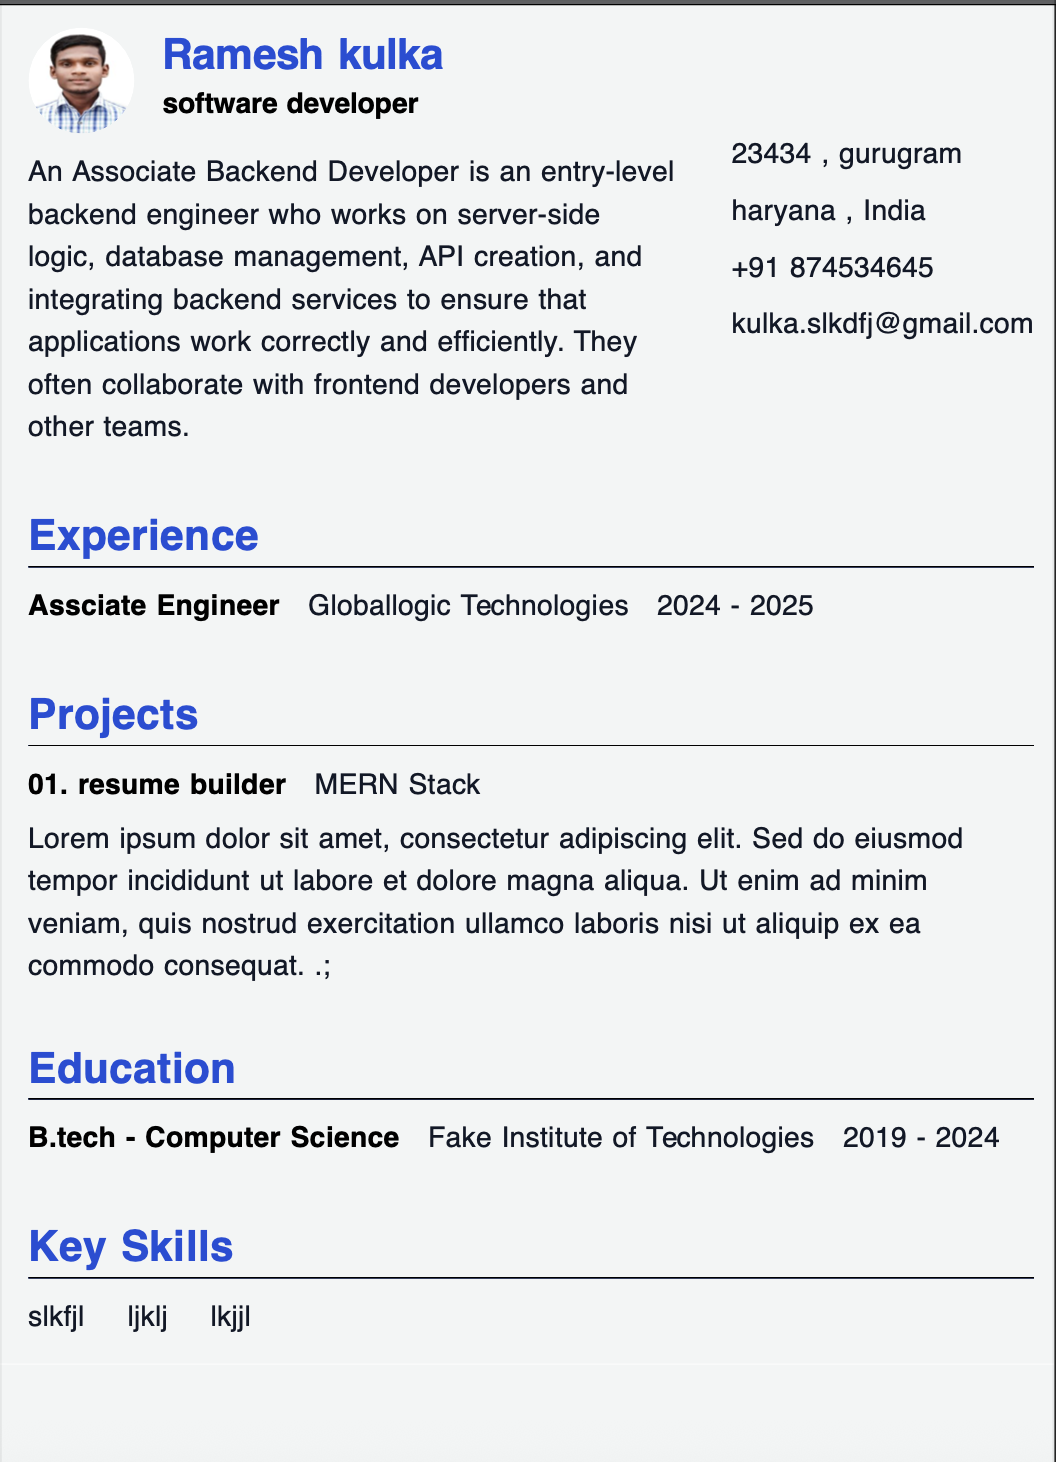 Ramesh kulka
software developer
An Associate Backend Developer is an entry-level
backend engineer who works on server-side
logic, database management, API creation, and
integrating backend services to ensure that
applications work correctly and efficiently. They
often collaborate with frontend developers and
other teams.
23434 , gurugram
haryana , India
+91 874534645
kulka.slkdfj@gmail.com
Experience
Assciate Engineer Globallogic Technologies 2024 - 2025
Projects
01. resume builder MERN Stack
Lorem ipsum dolor sit amet, consectetur adipiscing elit. Sed do eiusmod
tempor incididunt ut labore et dolore magna aliqua. Ut enim ad minim
veniam, quis nostrud exercitation ullamco laboris nisi ut aliquip ex ea
commodo consequat. .;
Education
B.tech - Computer Science Fake Institute of Technologies 2019 - 2024
Key Skills
slkfjl ljklj lkjjl